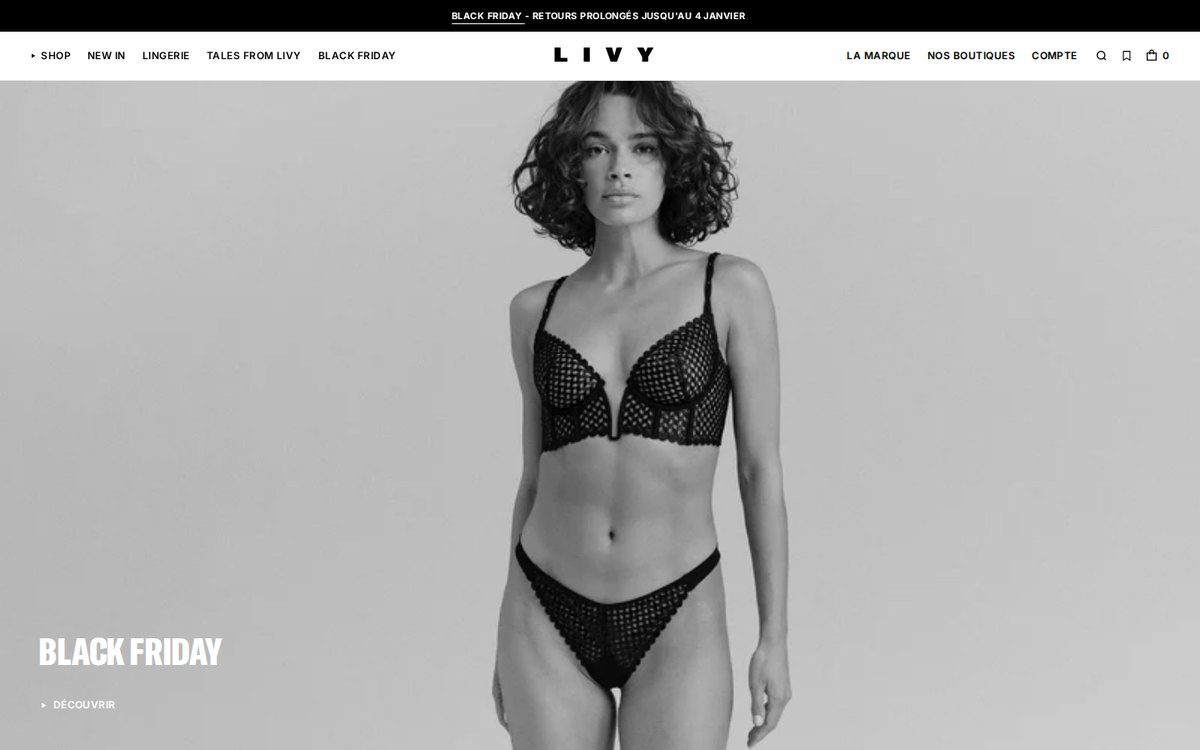 BLACK FRIDAY - RETOURS PROLONGÉS JUSQU'AU 4 JANVIER
SHOP NEW IN LINGERIE TALES FROM LIVY BLACK FRIDAY LIVY LA MARQUE NOS BOUTIQUES COMPTE 0
BLACK FRIDAY
DÉCOUVRIR